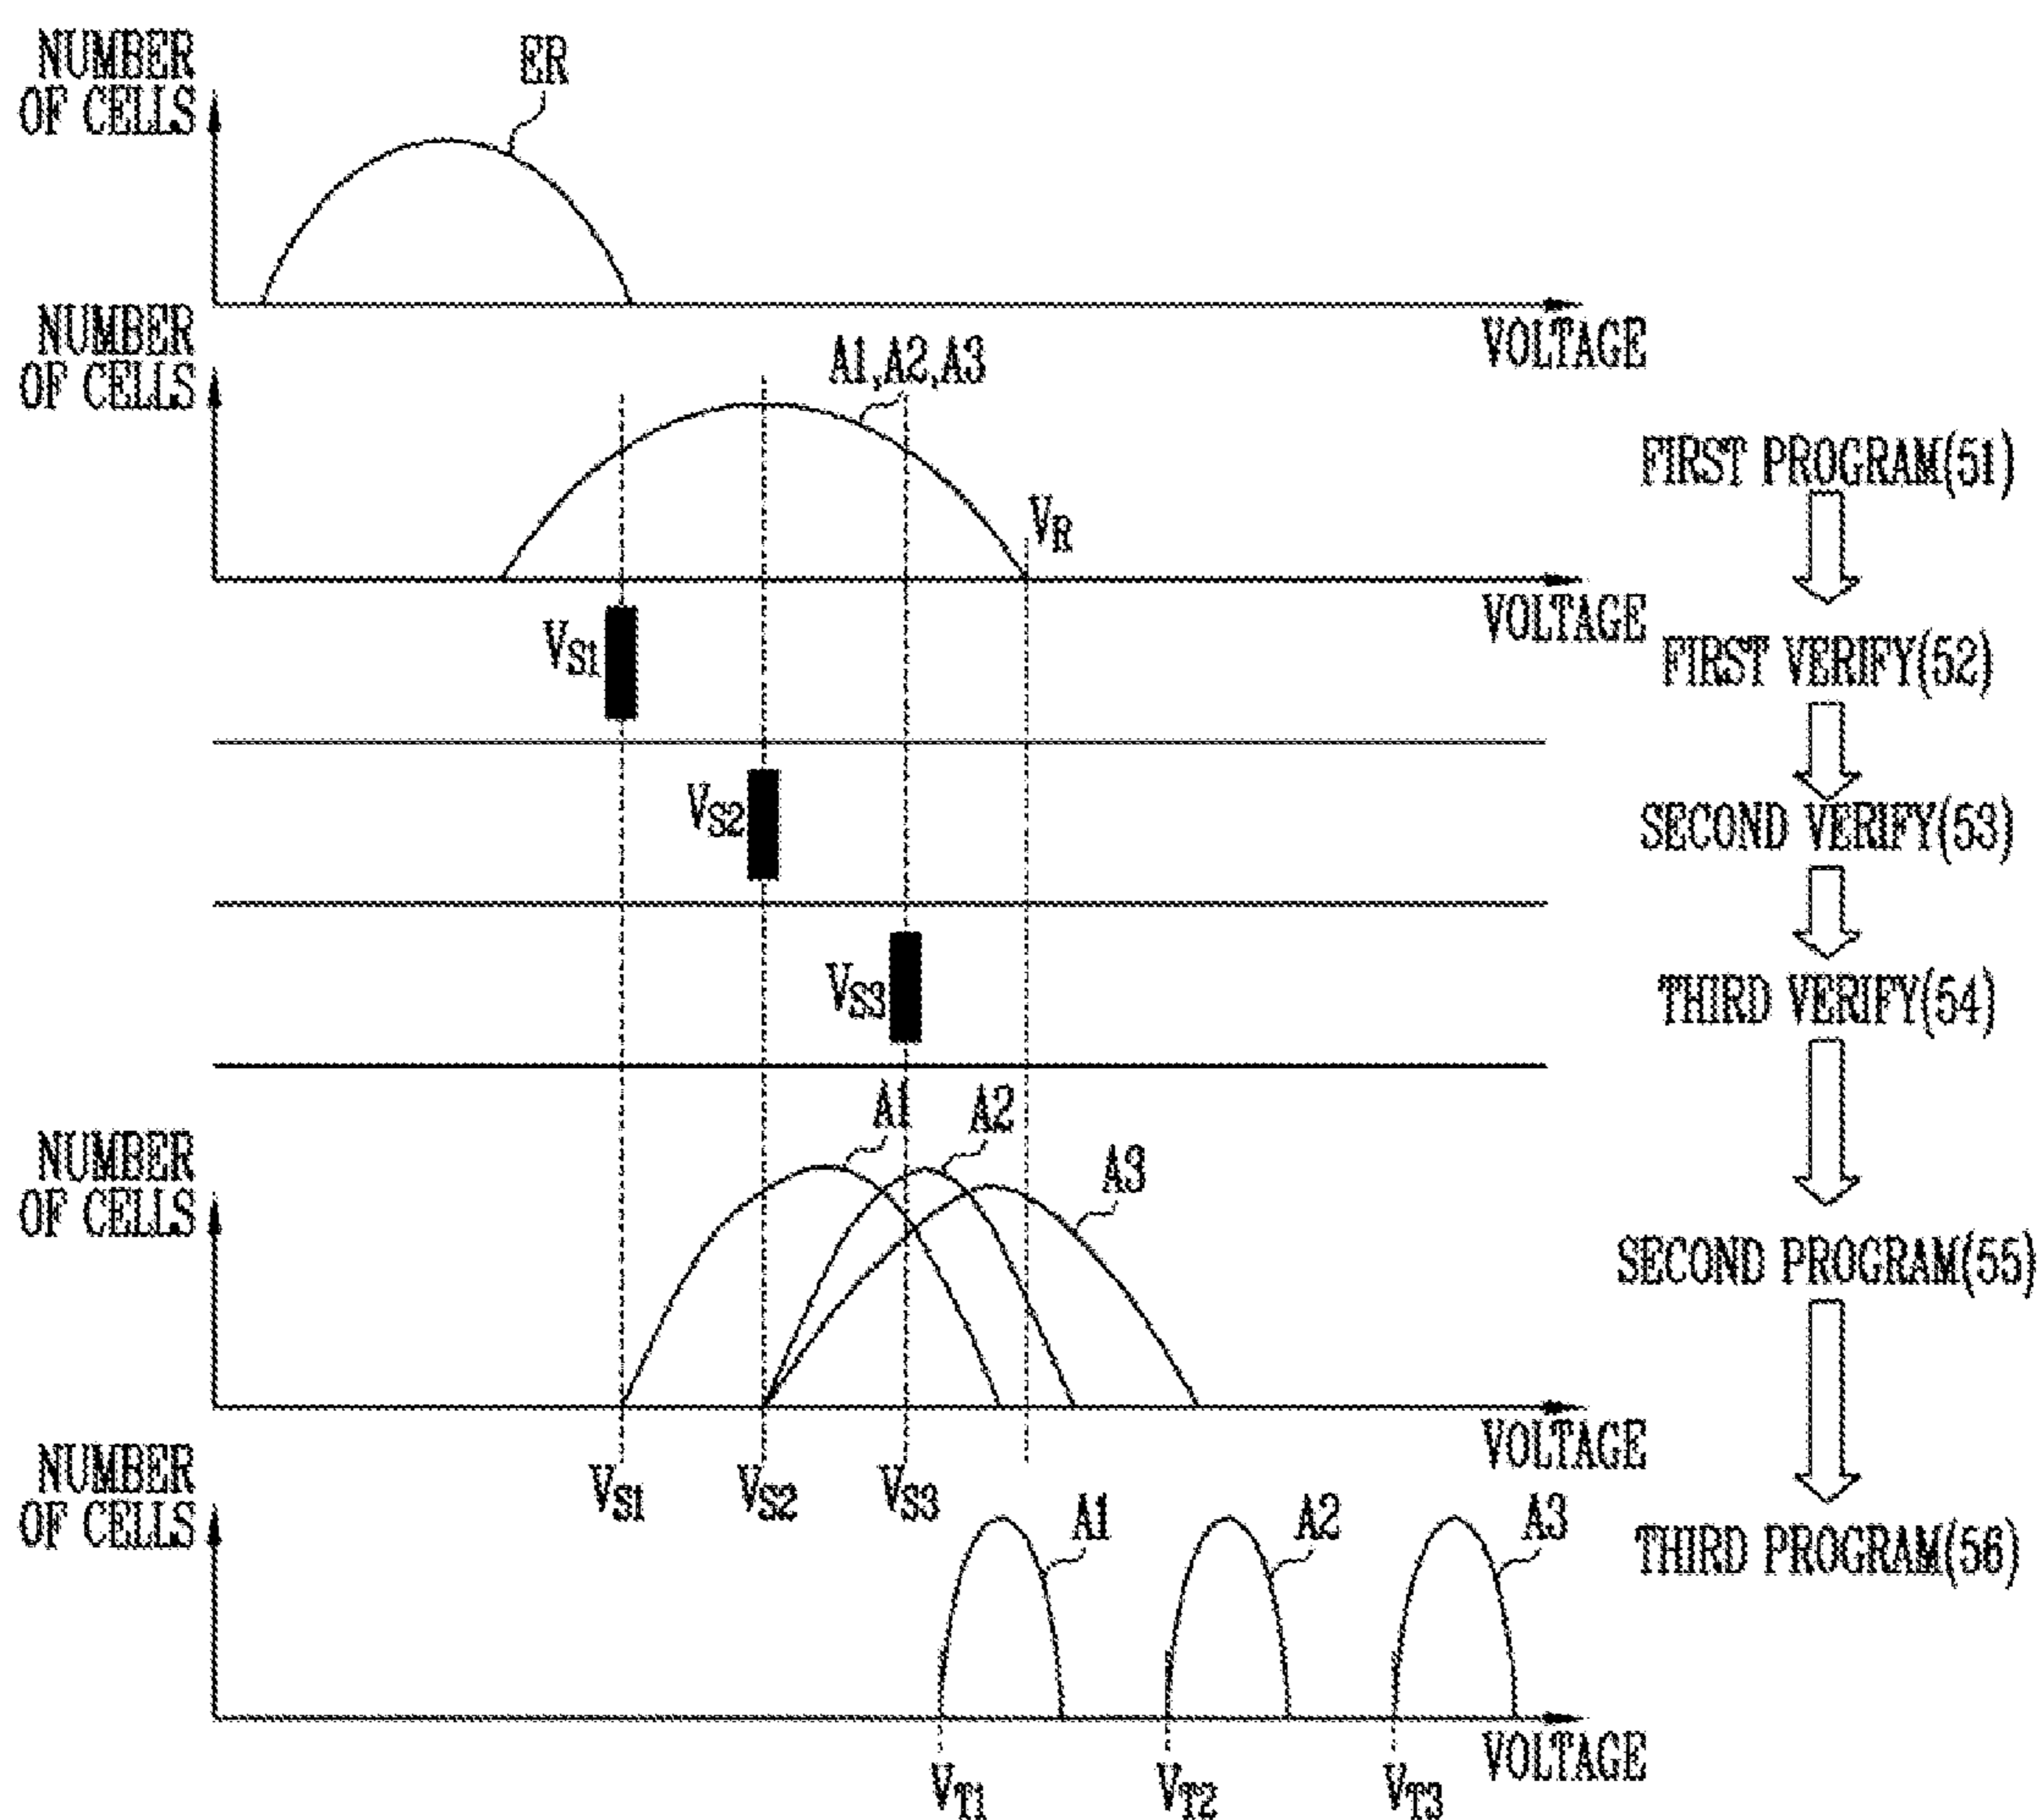 NUMBER
OF CELLS
ER
VOLTAGE
NUMBER
OF CELLS
A1,A2,A3
VR
VOLTAGE
FIRST PROGRAM(51)
VS1
FIRST VERIFY(52)
VS2
SECOND VERIFY(53)
VS3
THIRD VERIFY(54)
NUMBER
OF CELLS
A1
A2
A3
VOLTAGE
SECOND PROGRAM(55)
VS1
VS2
VS3
NUMBER
OF CELLS
A1
A2
A3
VOLTAGE
THIRD PROGRAM(56)
VT1
VT2
VT3